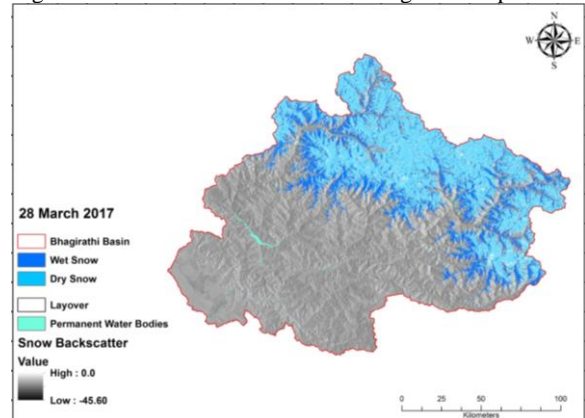 N
W E
S
28 March 2017
Bhagirathi Basin
Wet Snow
Dry Snow
Layover
Permanent Water Bodies
Snow Backscatter
Value
High : 0.0
Low : -45.60
0 25 50 100
Kilometers